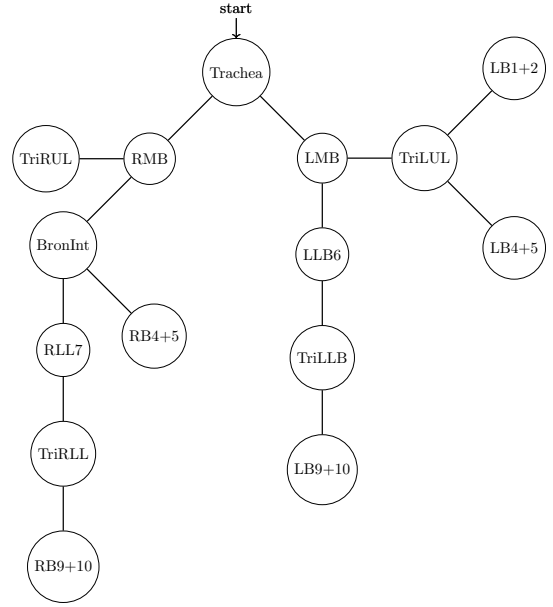 start
Trachea
LB1+2
TriRUL
RMB
LMB
TriLUL
BronInt
LLB6
LB4+5
RB4+5
RLL7
TriLLB
TriRLL
LB9+10
RB9+10